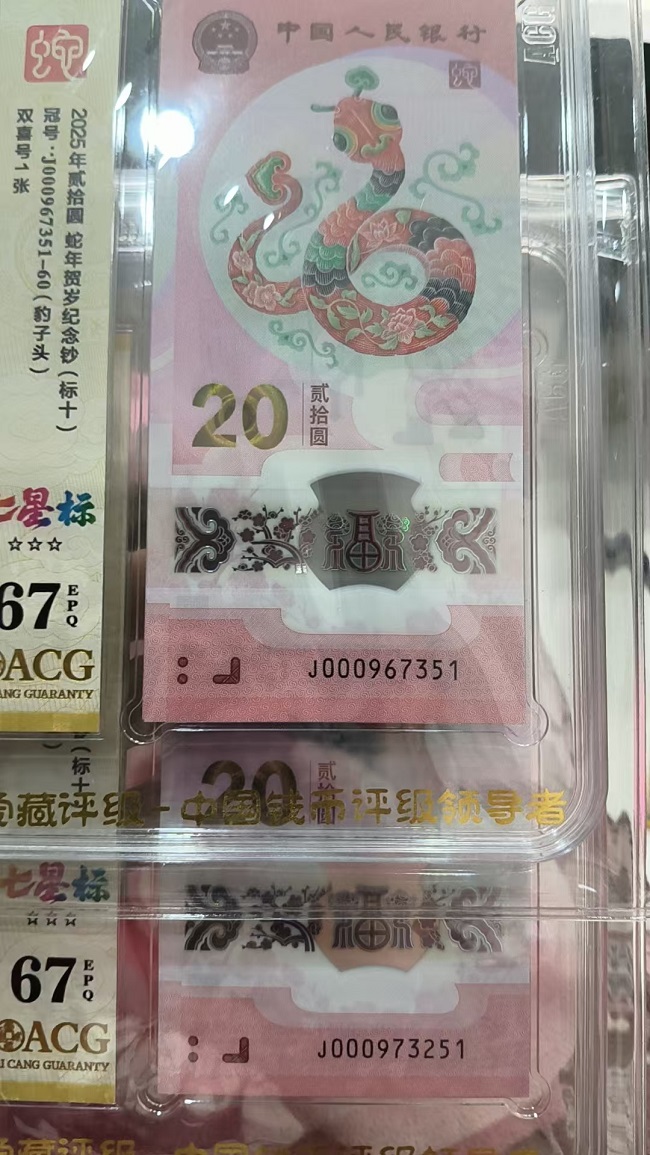 蛇
2025年贰拾圆 蛇年贺岁纪念钞(标十)
冠号:J000967351-60(豹子头)
双喜号1张
七星标
67
EPQ
ACG
CANG GUARANTY
中国人民银行
蛇
20
贰拾圆
J000967351
ACG
藏评级-中国钱币评级领导者
(标十
20
贰拾
七星标
67
EPQ
ACG
I CANG GUARANTY
J000973251